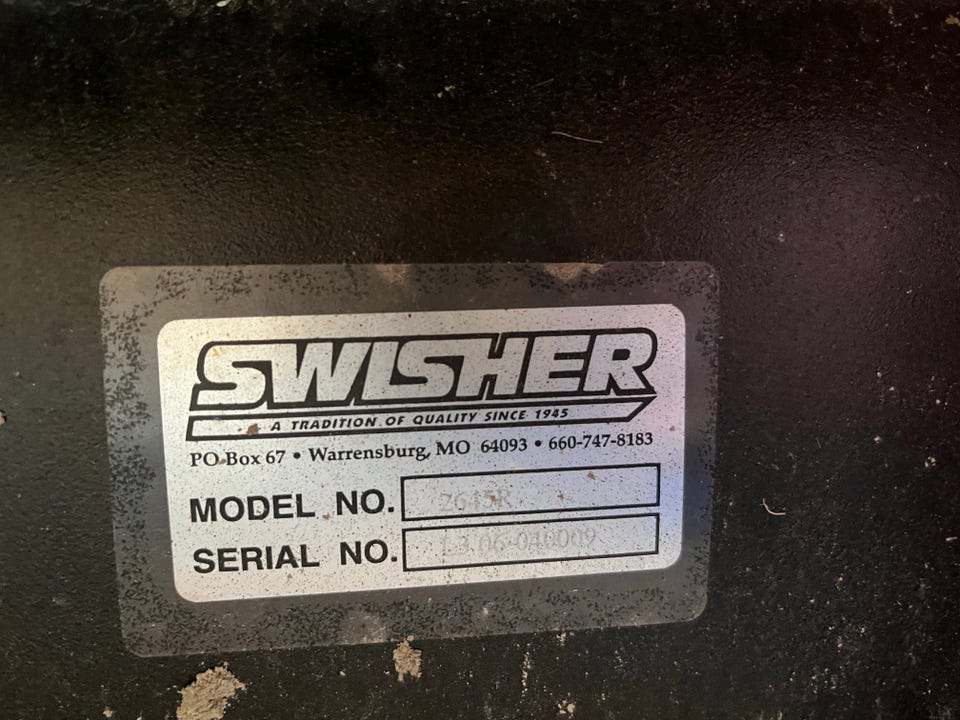 SWISHER
A TRADITION OF QUALITY SINCE 1945
PO Box 67 • Warrensburg, MO 64093 • 660-747-8183
MODEL NO. 2645R
SERIAL NO.